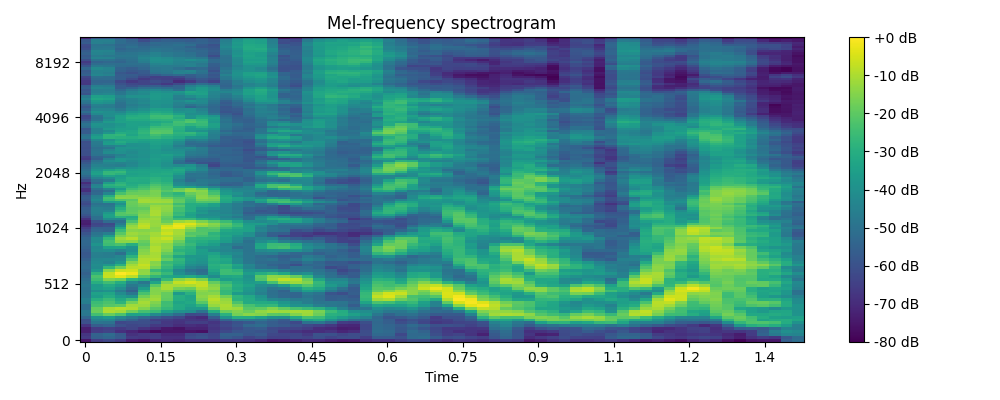 Mel-frequency spectrogram
Hz
8192
4096
2048
1024
512
0
0
0.15
0.3
0.45
0.6
0.75
0.9
1.1
1.2
1.4
Time
+0 dB
-10 dB
-20 dB
-30 dB
-40 dB
-50 dB
-60 dB
-70 dB
-80 dB